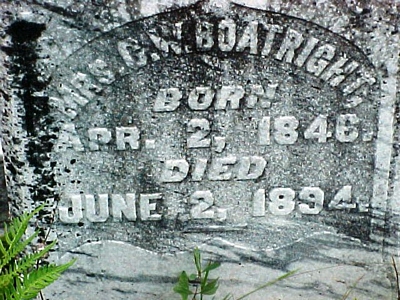 MRS. C.W. BOATRIGHT,
BORN
APR. 2, 1846.
DIED
JUNE 2, 1894.